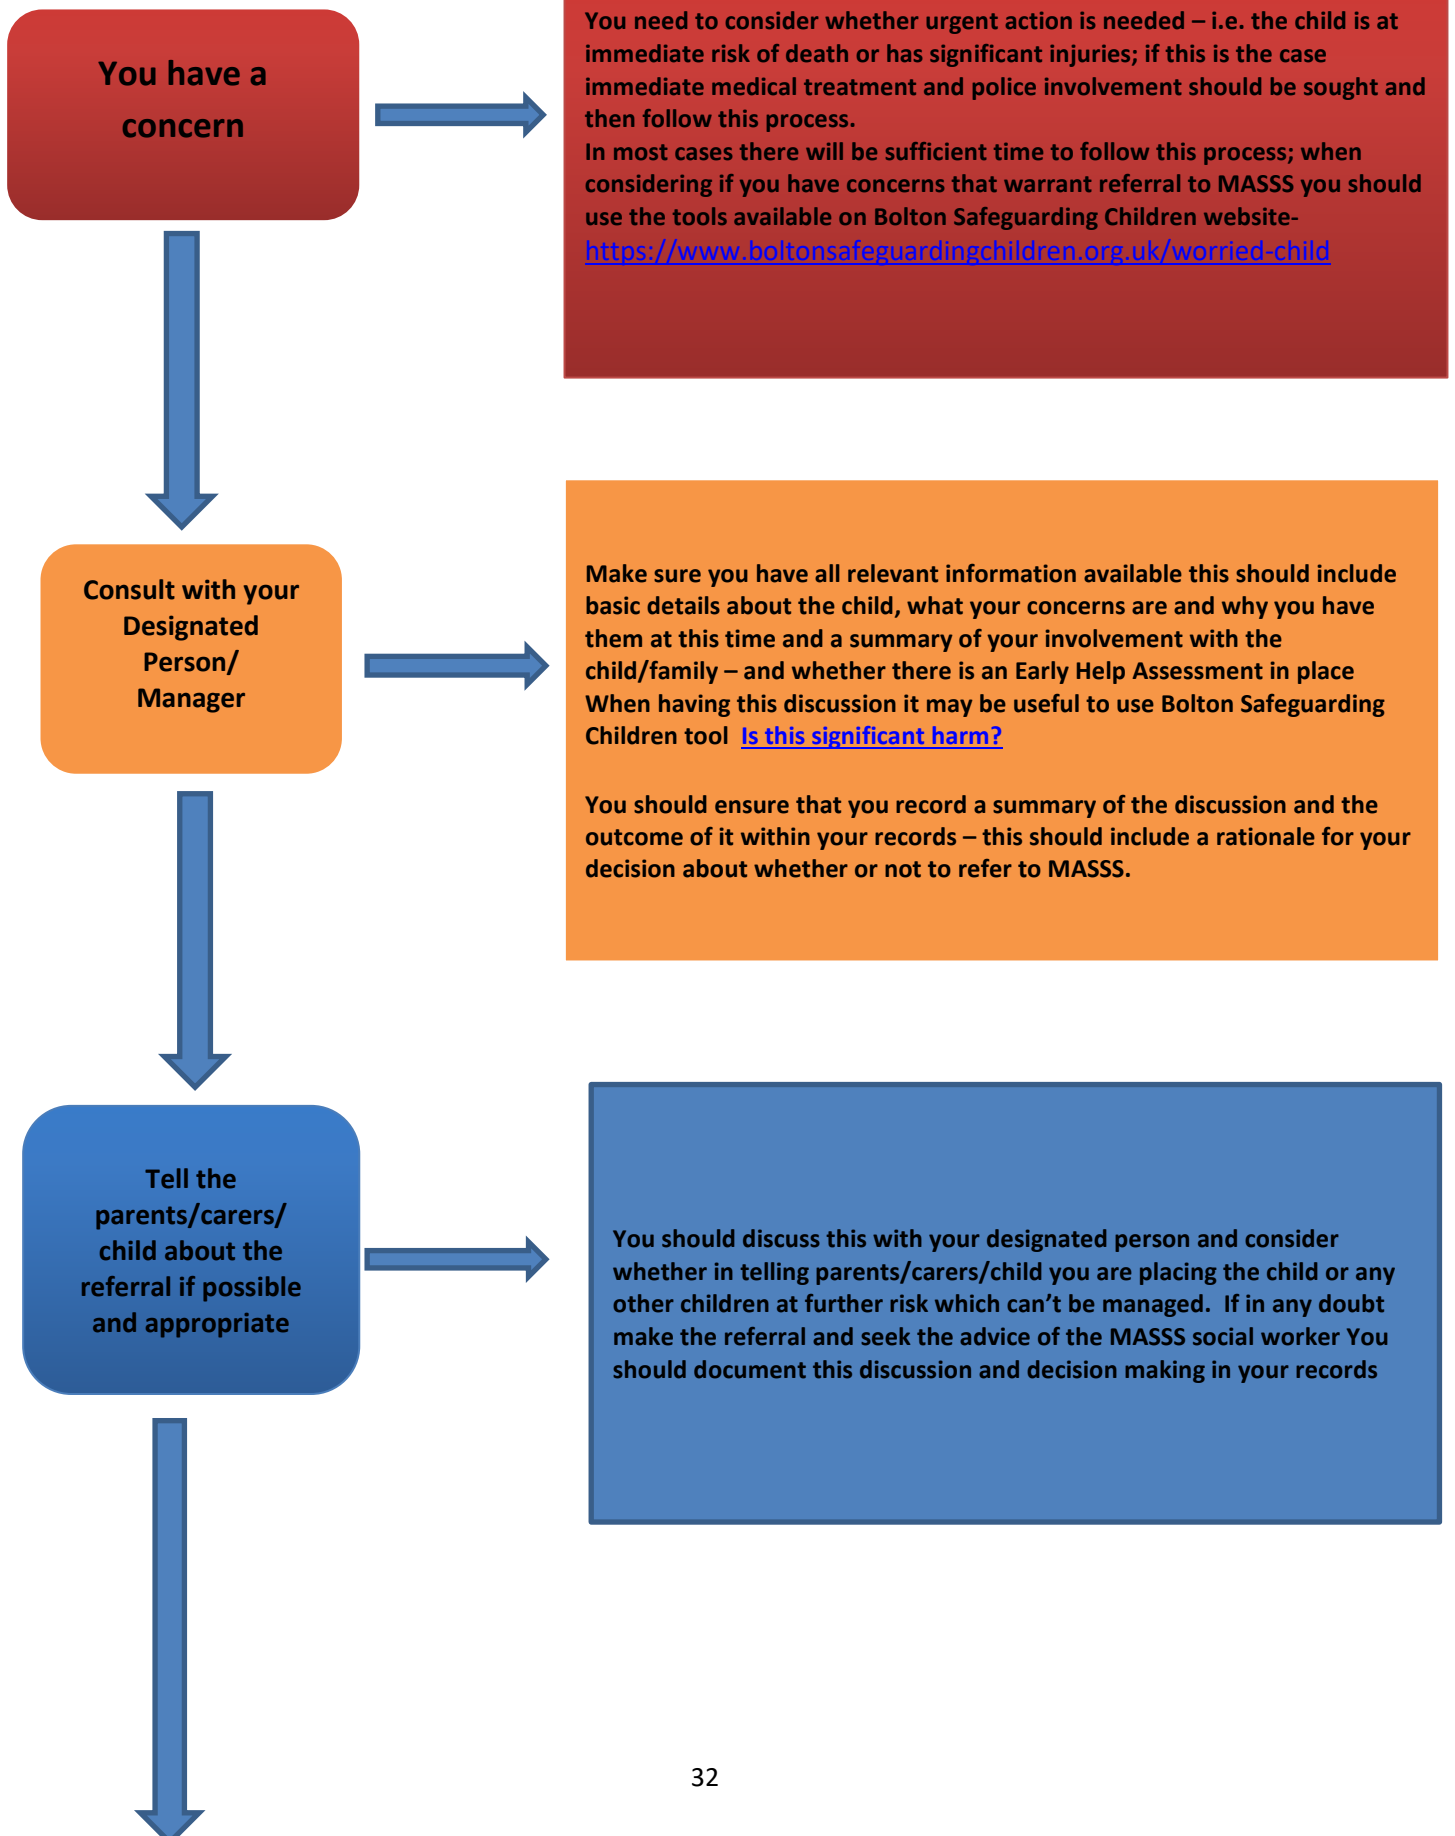 You have a
concern
You need to consider whether urgent action is needed – i.e. the child is at
immediate risk of death or has significant injuries; if this is the case
immediate medical treatment and police involvement should be sought and
then follow this process.
In most cases there will be sufficient time to follow this process; when
considering if you have concerns that warrant referral to MASSS you should
use the tools available on Bolton Safeguarding Children website-
https://www.boltonsafeguardingchildren.org.uk/worried-child
Consult with your
Designated
Person/
Manager
Make sure you have all relevant information available this should include
basic details about the child, what your concerns are and why you have
them at this time and a summary of your involvement with the
child/family – and whether there is an Early Help Assessment in place
When having this discussion it may be useful to use Bolton Safeguarding
Children tool  Is this significant harm?
You should ensure that you record a summary of the discussion and the
outcome of it within your records – this should include a rationale for your
decision about whether or not to refer to MASSS.
Tell the
parents/carers/
child about the
referral if possible
and appropriate
You should discuss this with your designated person and consider
whether in telling parents/carers/child you are placing the child or any
other children at further risk which can’t be managed.  If in any doubt
make the referral and seek the advice of the MASSS social worker You
should document this discussion and decision making in your records
32